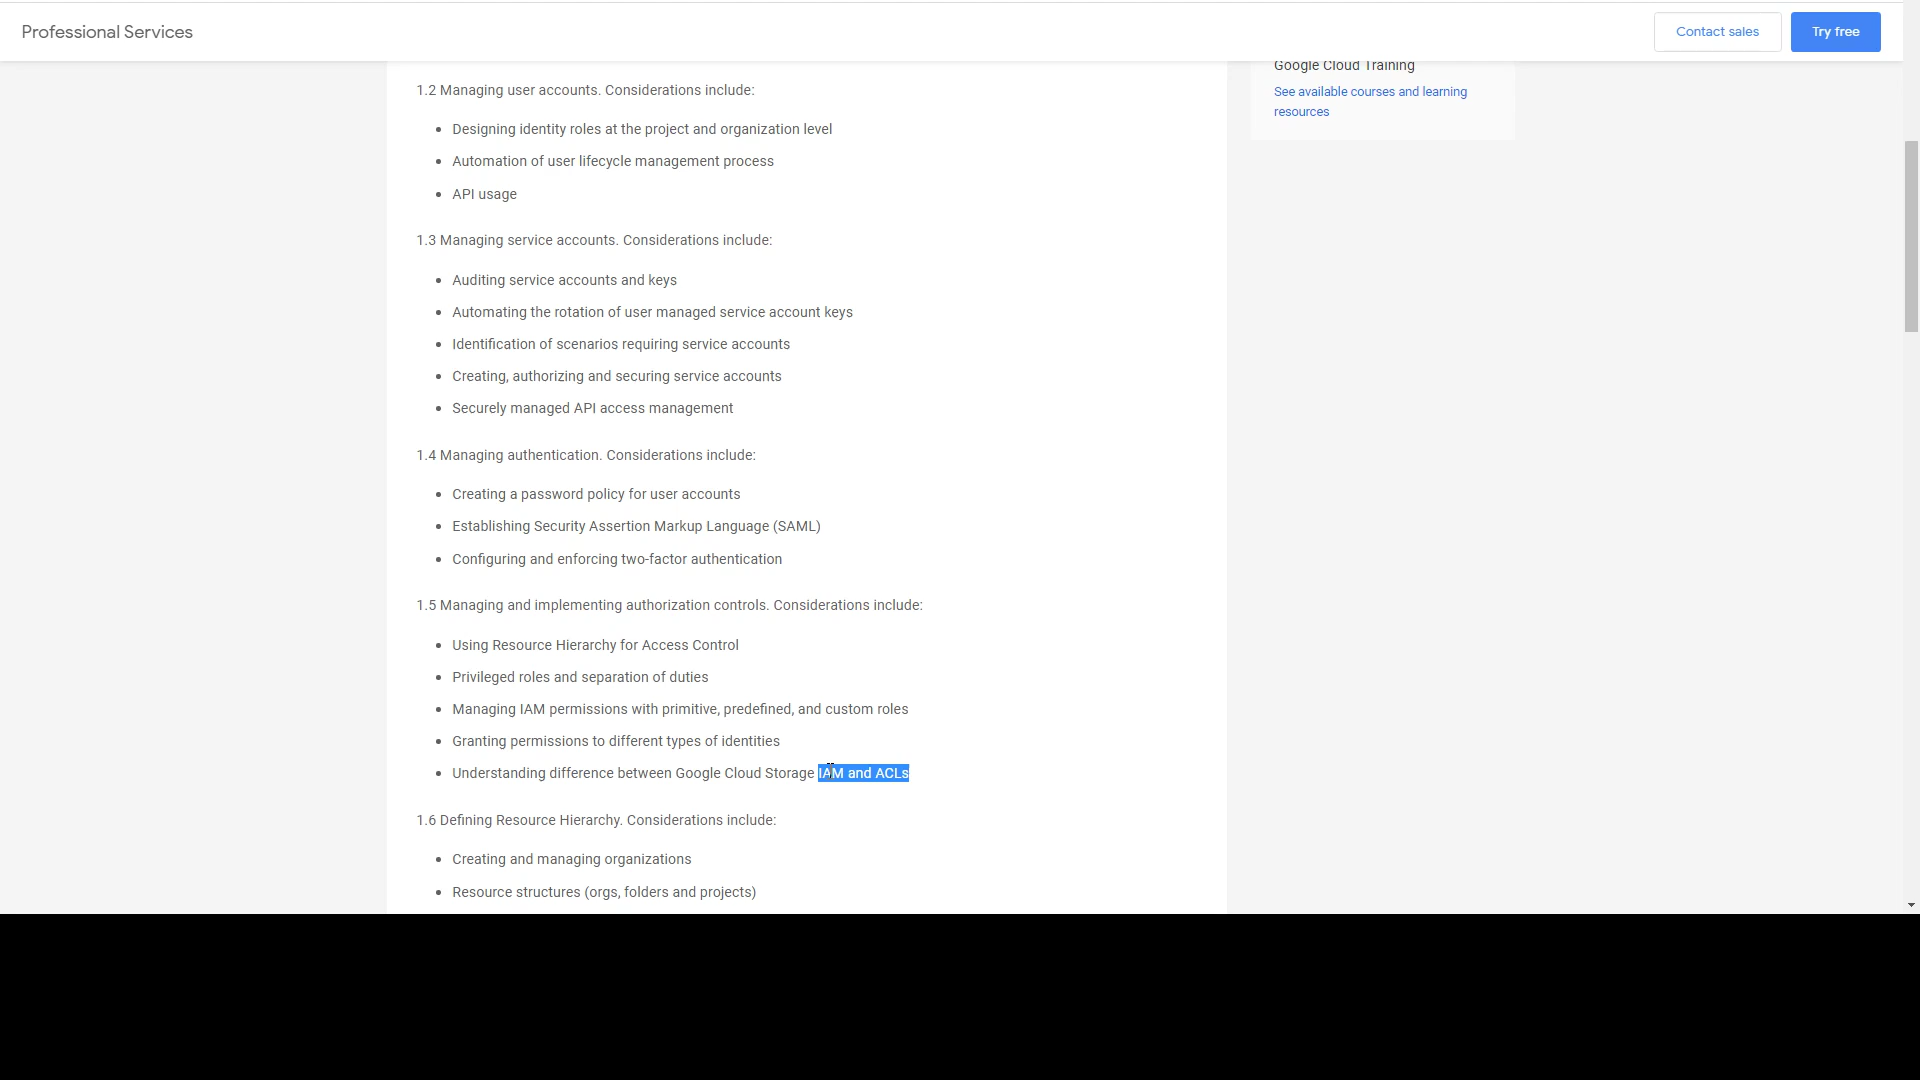 Professional Services
Contact sales
Try free
Google Cloud Training
See available courses and learning
resources
1.2 Managing user accounts. Considerations include:
Designing identity roles at the project and organization level
Automation of user lifecycle management process
API usage
1.3 Managing service accounts. Considerations include:
Auditing service accounts and keys
Automating the rotation of user managed service account keys
Identification of scenarios requiring service accounts
Creating, authorizing and securing service accounts
Securely managed API access management
1.4 Managing authentication. Considerations include:
Creating a password policy for user accounts
Establishing Security Assertion Markup Language (SAML)
Configuring and enforcing two-factor authentication
1.5 Managing and implementing authorization controls. Considerations include:
Using Resource Hierarchy for Access Control
Privileged roles and separation of duties
Managing IAM permissions with primitive, predefined, and custom roles
Granting permissions to different types of identities
Understanding difference between Google Cloud Storage IAM and ACLs
1.6 Defining Resource Hierarchy. Considerations include:
Creating and managing organizations
Resource structures (orgs, folders and projects)